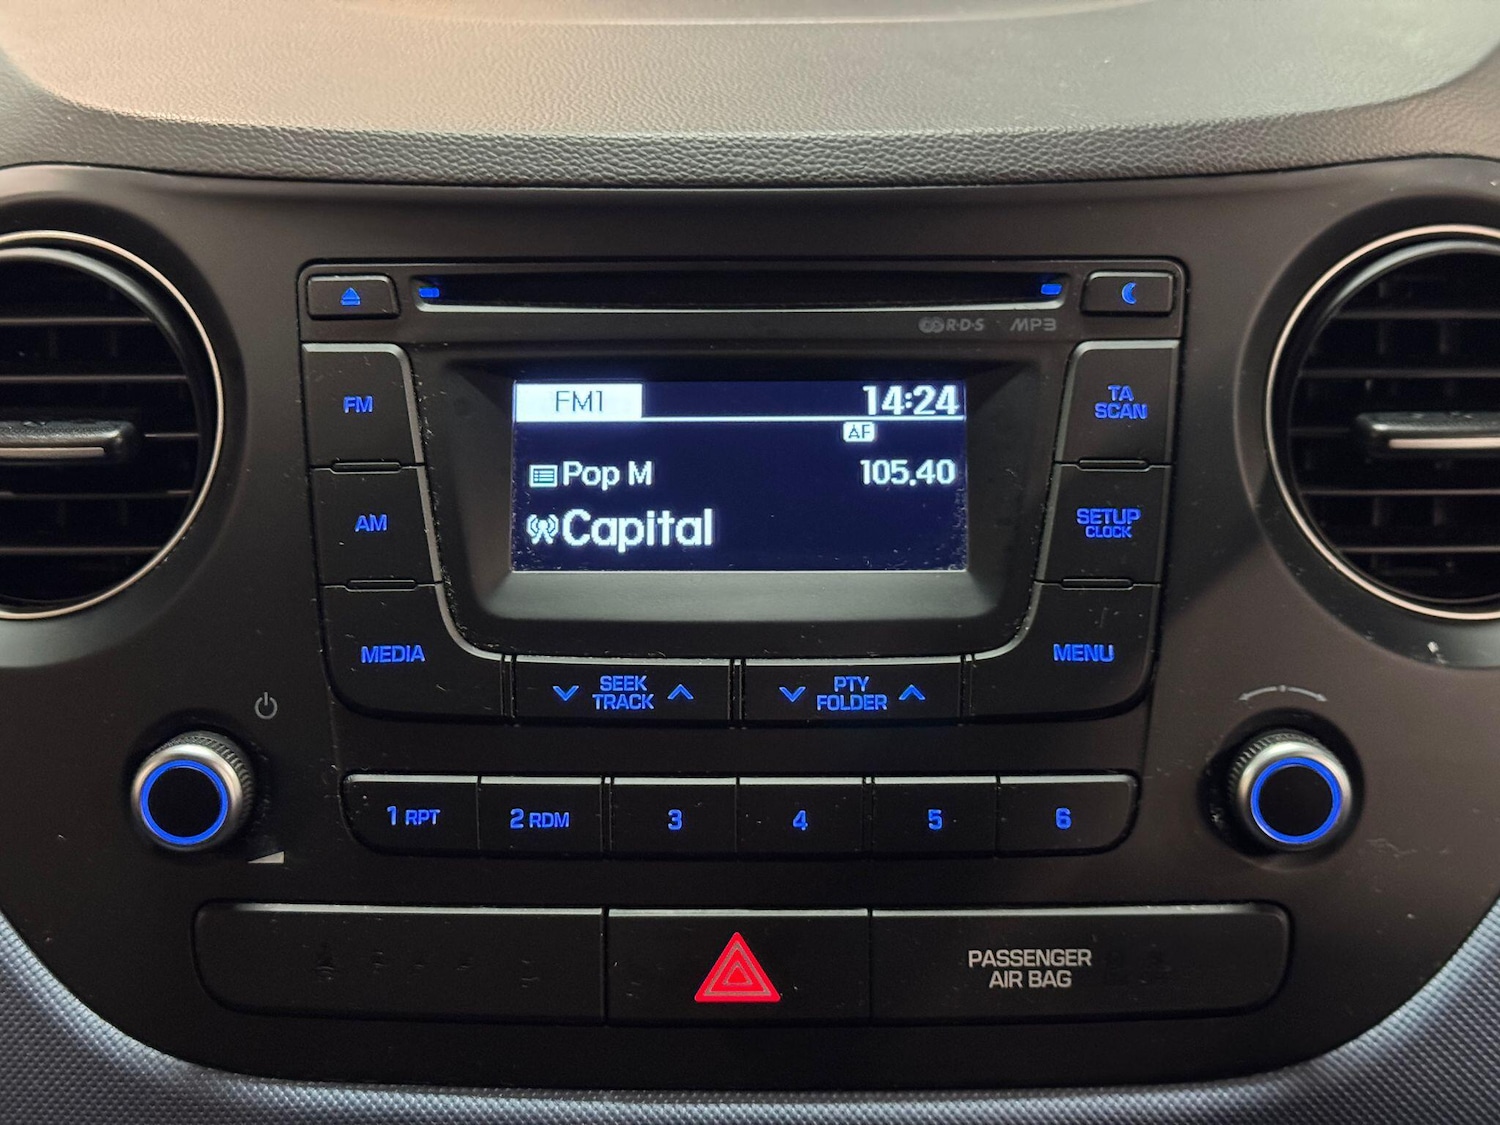 R·D·S MP3
FM
FM1 14:24
TA
SCAN
AF
Pop M 105.40
AM
Capital
SETUP
CLOCK
MEDIA
MENU
SEEK
TRACK
PTY
FOLDER
1 RPT 2 RDM 3 4 5 6
PASSENGER
AIR BAG